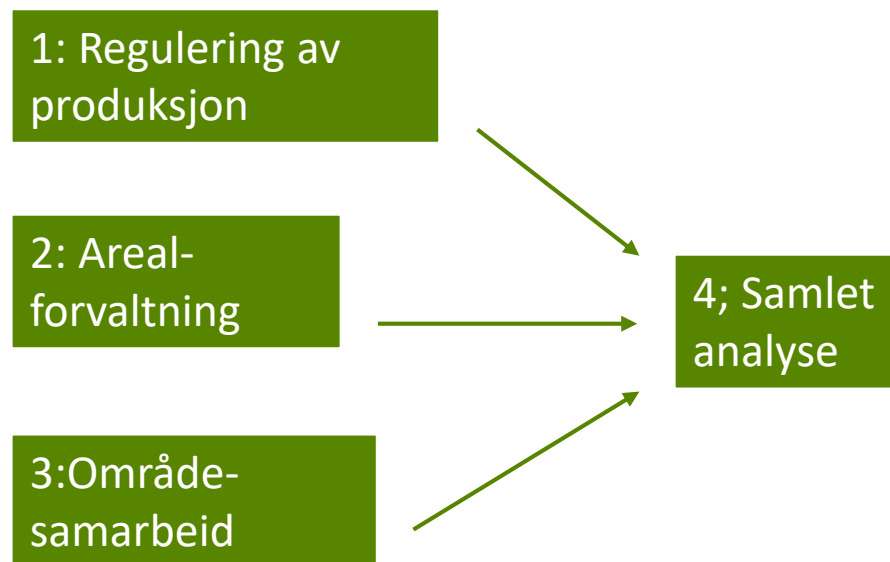 1: Regulering av
produksjon
2: Areal-
forvaltning
4; Samlet
analyse
3:Område-
samarbeid